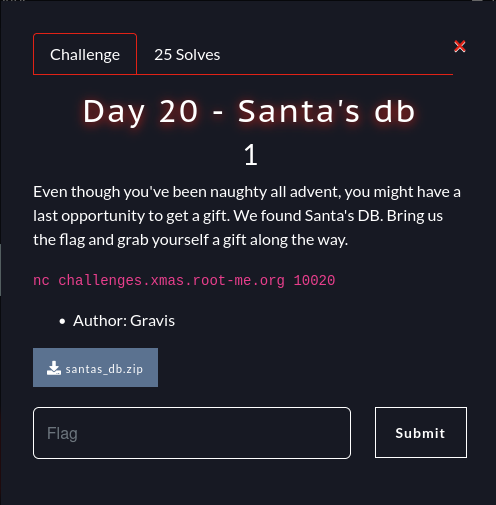 Challenge
25 Solves
Day 20 - Santa's db
1
Even though you've been naughty all advent, you might have a
last opportunity to get a gift. We found Santa's DB. Bring us
the flag and grab yourself a gift along the way.
nc challenges.xmas.root-me.org 10020
• Author: Gravis
santas_db.zip
Flag
Submit